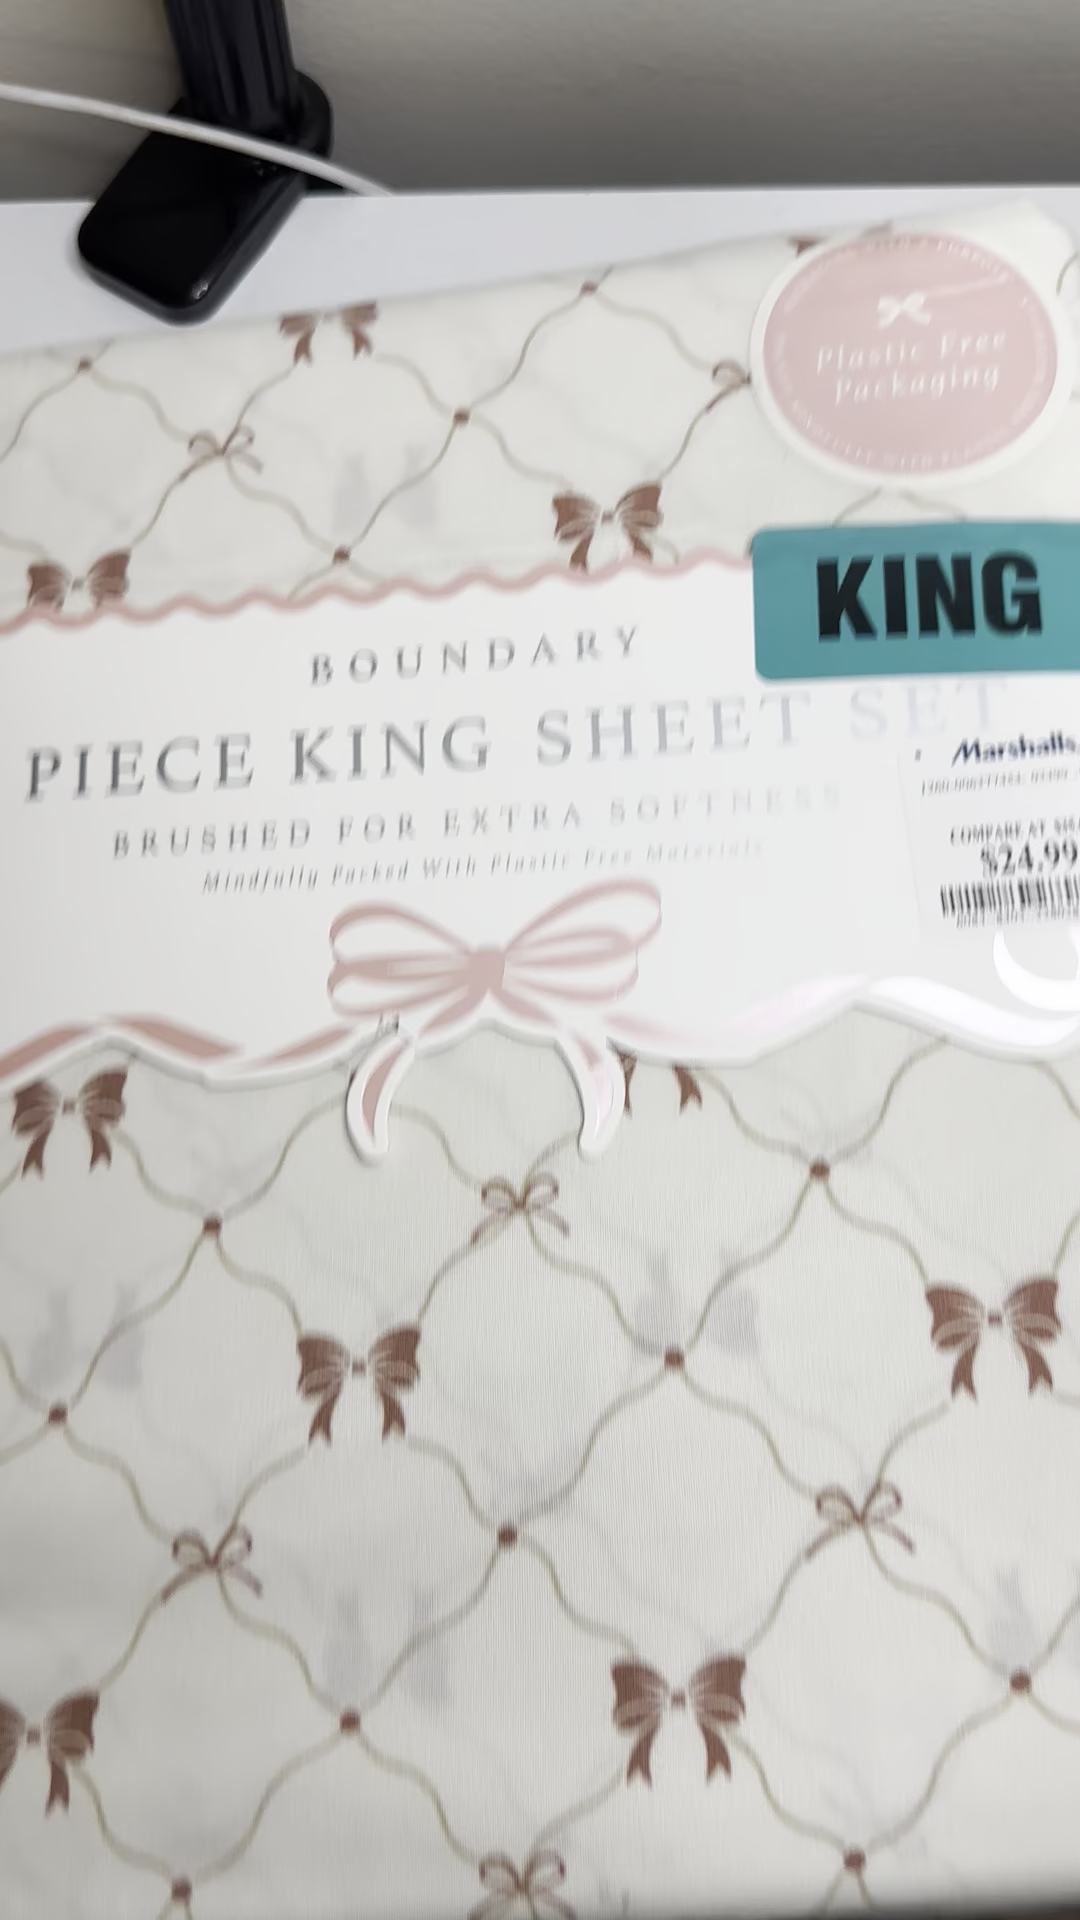 Plastic Free
Packaging
KING
BOUNDARY
PIECE KING SHEET SET
BRUSHED FOR EXTRA SOFTNESS
Mindfully Packed With Plastic Free Materials
Marshalls
COMPARE AT
$24.99